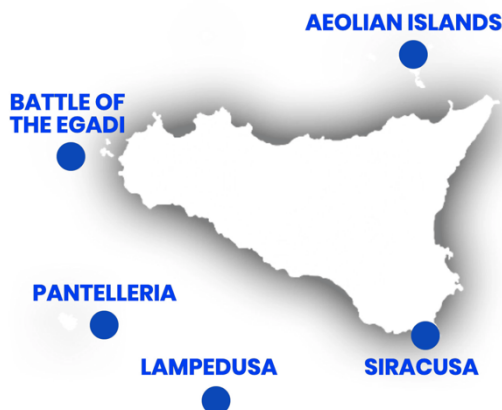 AEOLIAN ISLANDS
BATTLE OF
THE EGADI
PANTELLERIA
LAMPEDUSA
SIRACUSA